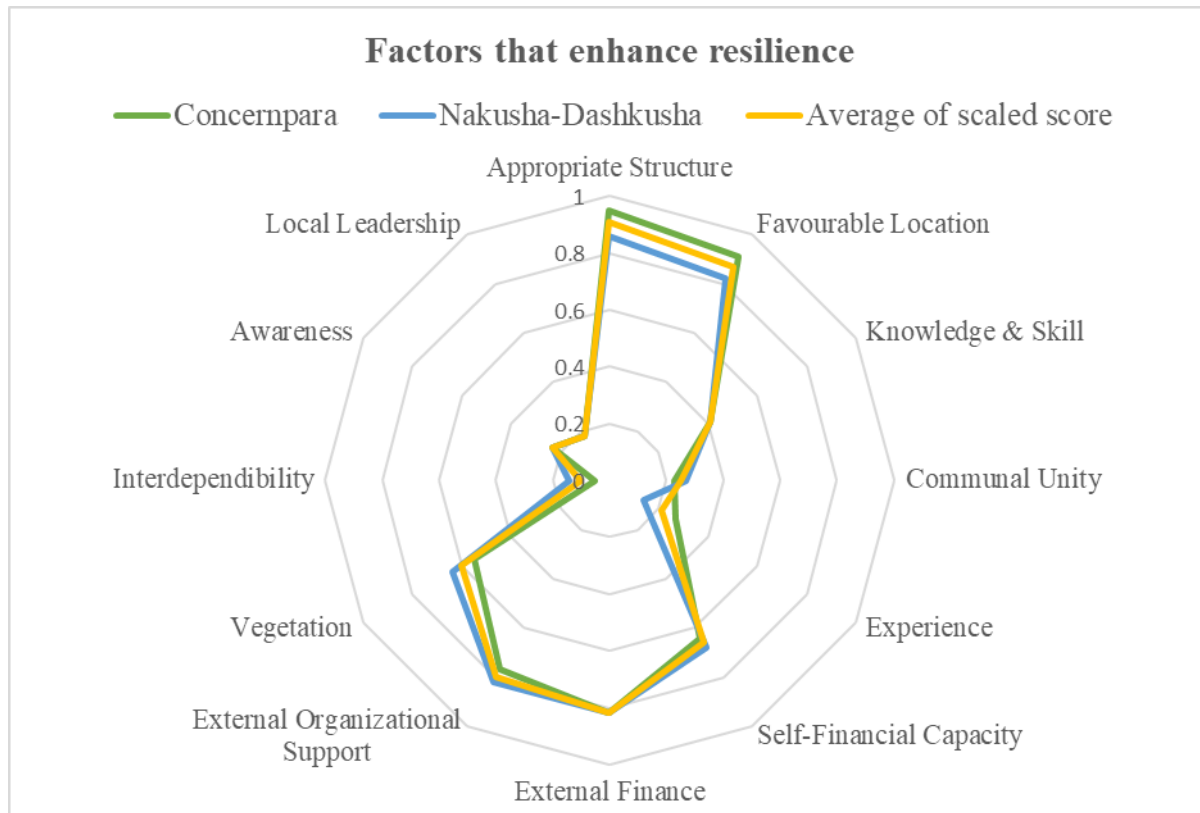 Factors that enhance resilience
Concernpara Nakusha-Dashkusha Average of scaled score
Appropriate Structure
Favourable Location
Knowledge & Skill
Communal Unity
Experience
Self-Financial Capacity
External Finance
External Organizational
Support
Vegetation
Interdependibility
Awareness
Local Leadership
1
0.8
0.6
0.4
0.2
0